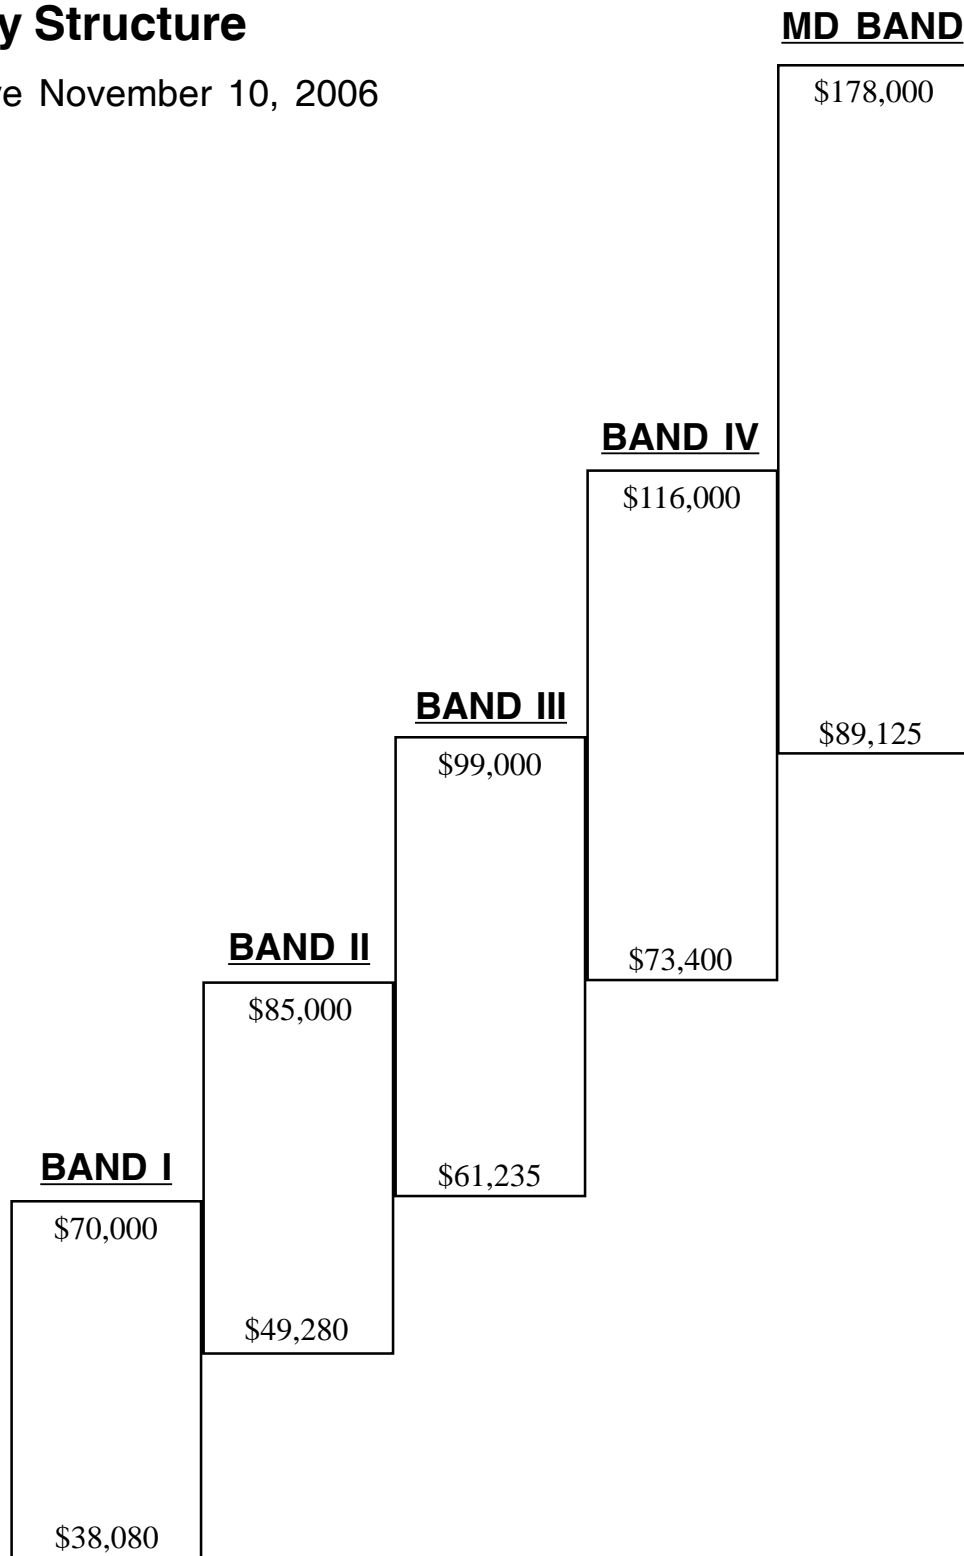 y Structure
MD BAND
e November 10, 2006
$178,000
BAND IV
$116,000
BAND III
$89,125
$99,000
BAND II
$73,400
$85,000
BAND I
$61,235
$70,000
$49,280
$38,080